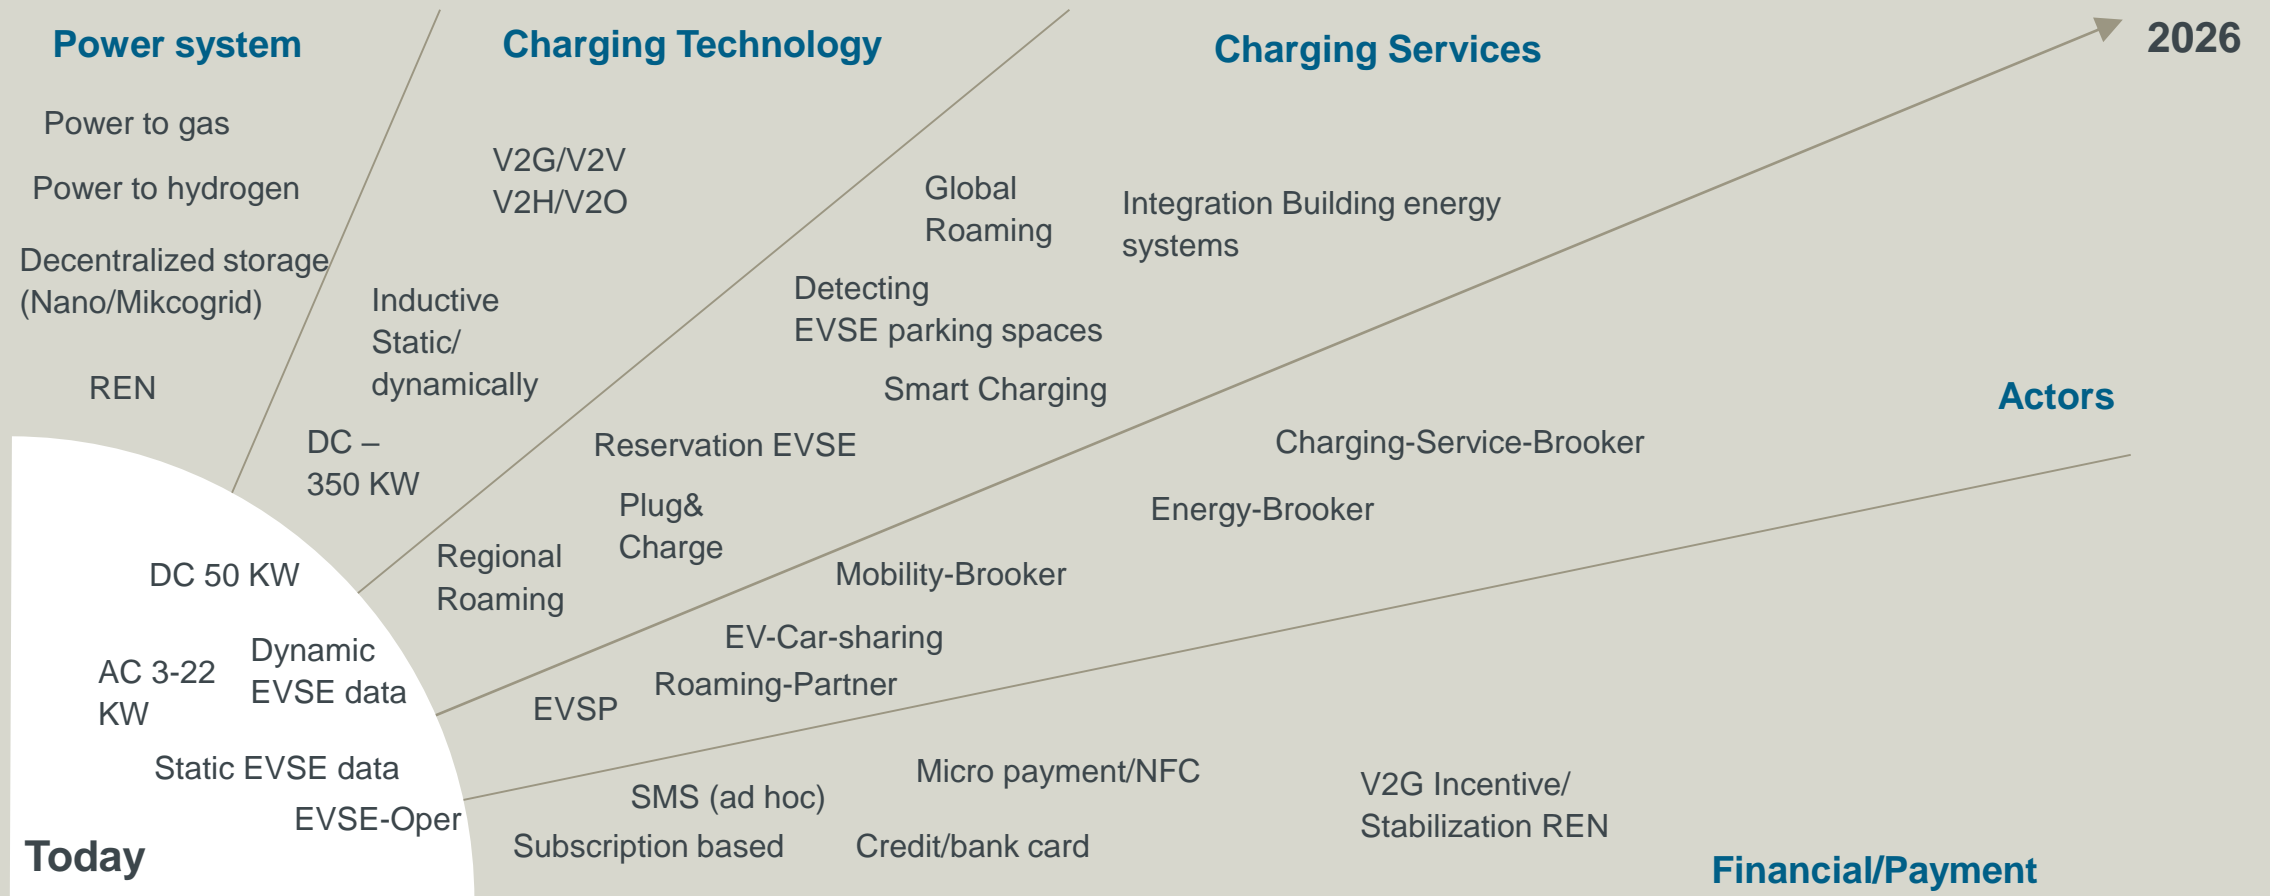 Power system
Power to gas
Power to hydrogen
Decentralized storage
(Nano/Mikcogrid)
REN
Charging Technology
V2G/V2V
V2H/V2O
Inductive
Static/
dynamically
DC –
350 KW
Charging Services
2026
Global
Roaming
Integration Building energy
systems
Detecting
EVSE parking spaces
Smart Charging
Reservation EVSE
Plug&
Charge
Regional
Roaming
Actors
Charging-Service-Brooker
Energy-Brooker
Mobility-Brooker
EV-Car-sharing
Roaming-Partner
EVSP
DC 50 KW
Dynamic
EVSE data
AC 3-22
KW
Static EVSE data
EVSE-Oper
Today
Micro payment/NFC
SMS (ad hoc)
V2G Incentive/
Stabilization REN
Subscription based
Credit/bank card
Financial/Payment